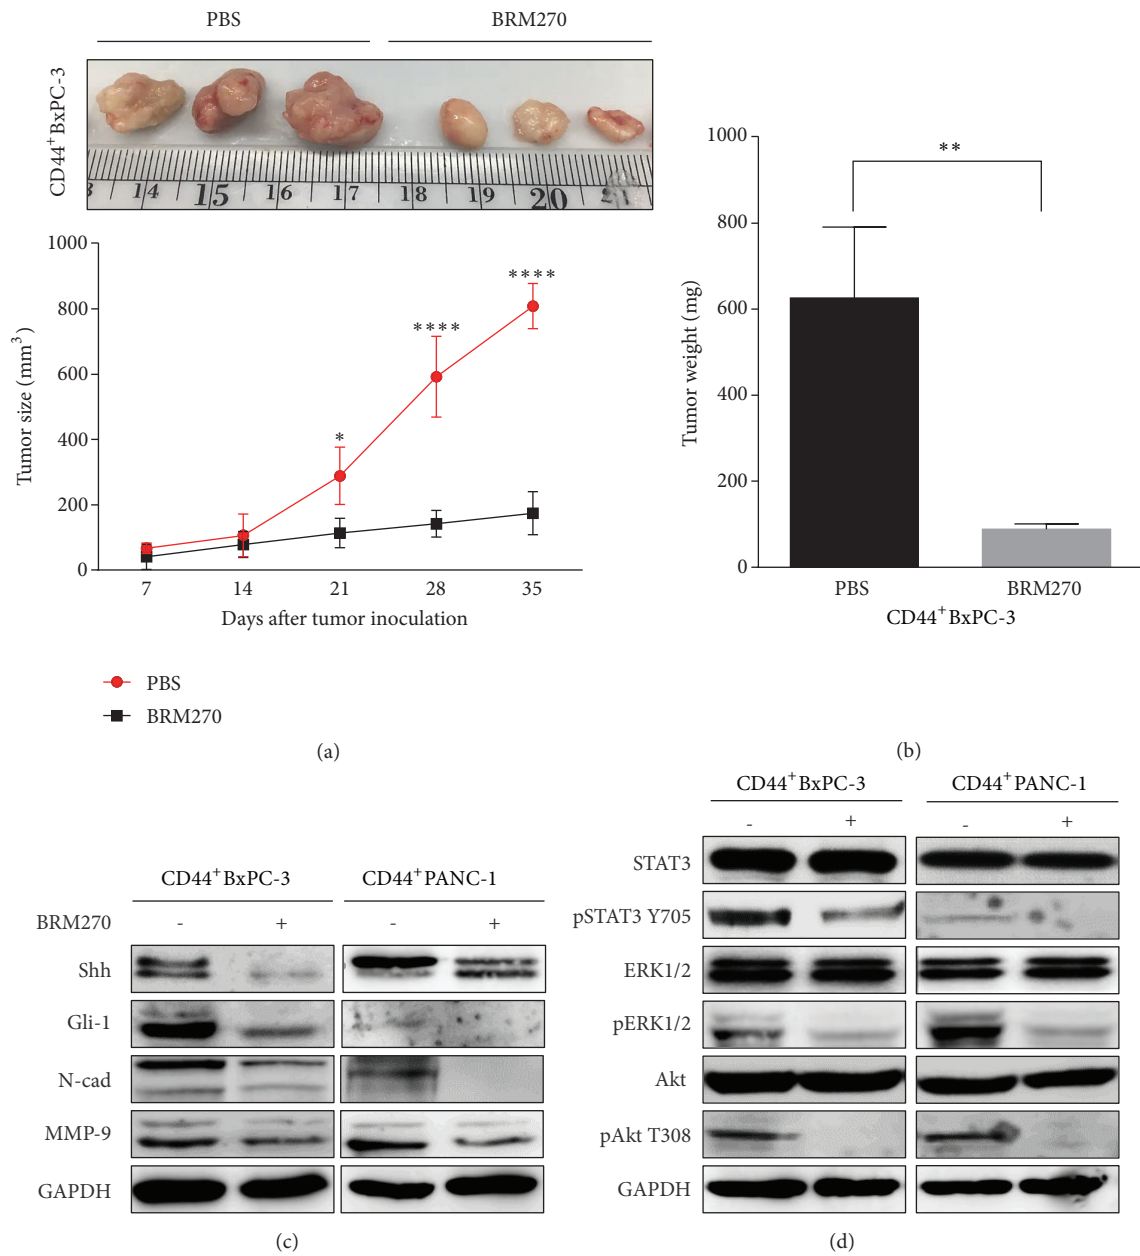 PBS BRM270
CD44+BxPC-3
14 15 16 17 18 19 20
1000
800
600
400
200
0
Tumor size (mm3)
*
****
****
7 14 21 28 35
Days after tumor inoculation
PBS
BRM270
(a)
1000
800
600
400
200
0
Tumor weight (mg)
**
PBS BRM270
CD44+BxPC-3
(b)
CD44+BxPC-3 CD44+PANC-1
BRM270 - + - +
Shh
Gli-1
N-cad
MMP-9
GAPDH
(c)
CD44+BxPC-3 CD44+PANC-1
- + - +
STAT3
pSTAT3 Y705
ERK1/2
pERK1/2
Akt
pAkt T308
GAPDH
(d)